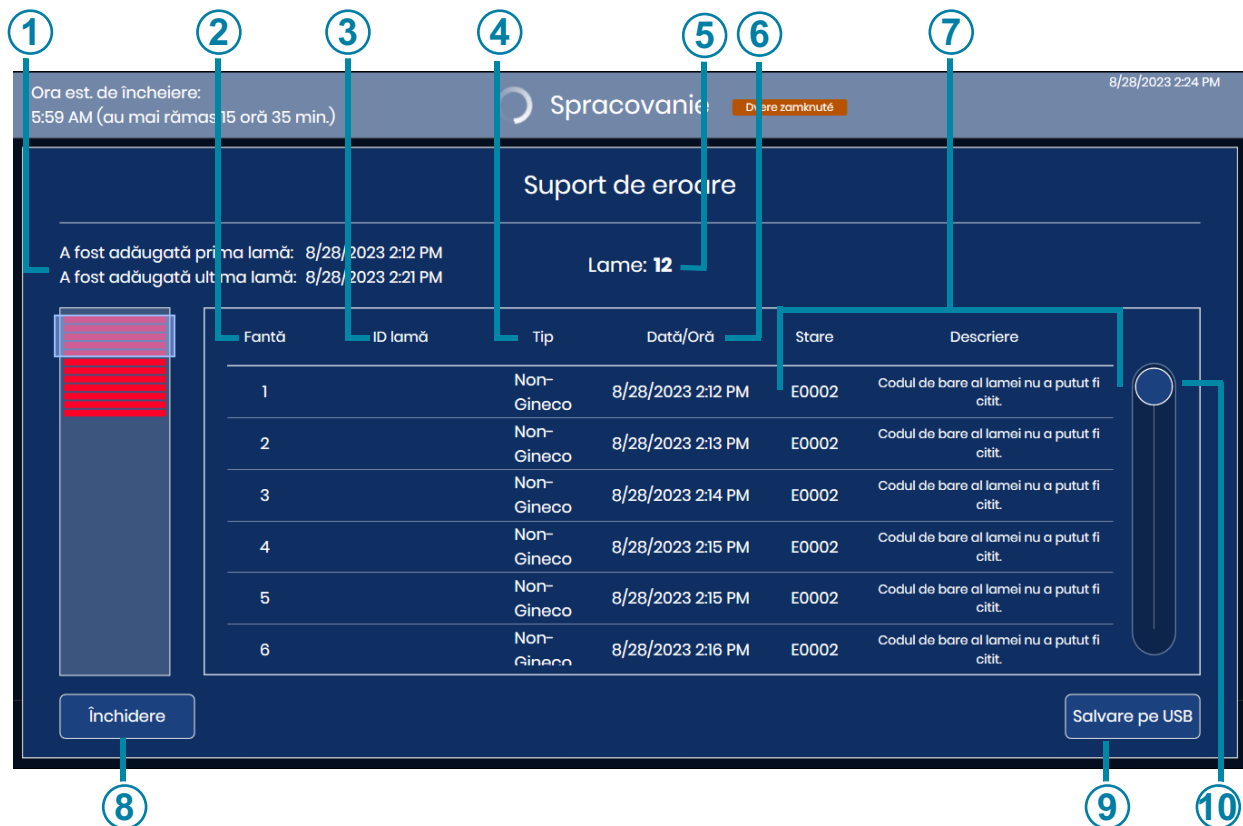 1 2 3 4 5 6 7
8/28/2023 2:24 PM
Ora est. de încheiere:
5:59 AM (au mai rămas 15 oră 35 min.)
Spracovanie Dvere zamknuté
Suport de eroare
A fost adăugată prima lamă: 8/28/2023 2:12 PM
A fost adăugată ultima lamă: 8/28/2023 2:21 PM
Lame: 12
Fantă ID lamă Tip Dată/Oră Stare Descriere
1 Non-Gineco 8/28/2023 2:12 PM E0002 Codul de bare al lamei nu a putut fi citit.
2 Non-Gineco 8/28/2023 2:13 PM E0002 Codul de bare al lamei nu a putut fi citit.
3 Non-Gineco 8/28/2023 2:14 PM E0002 Codul de bare al lamei nu a putut fi citit.
4 Non-Gineco 8/28/2023 2:15 PM E0002 Codul de bare al lamei nu a putut fi citit.
5 Non-Gineco 8/28/2023 2:15 PM E0002 Codul de bare al lamei nu a putut fi citit.
6 Non-Gineco 8/28/2023 2:16 PM E0002 Codul de bare al lamei nu a putut fi citit.
Închidere Salvare pe USB
8 9 10